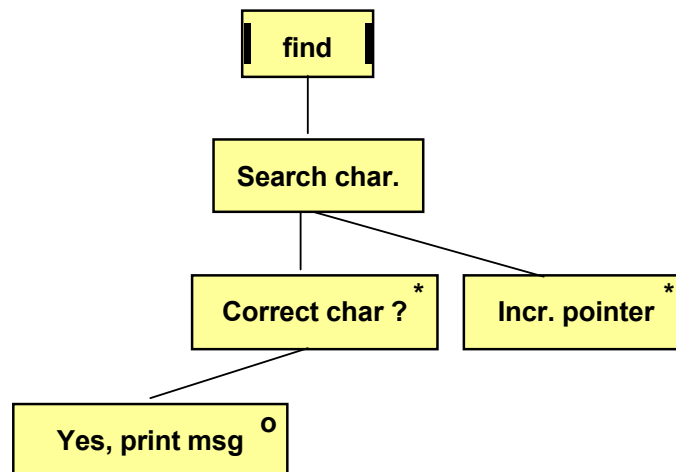 find
Search char.
Correct char ? *
Incr. pointer *
Yes, print msg o